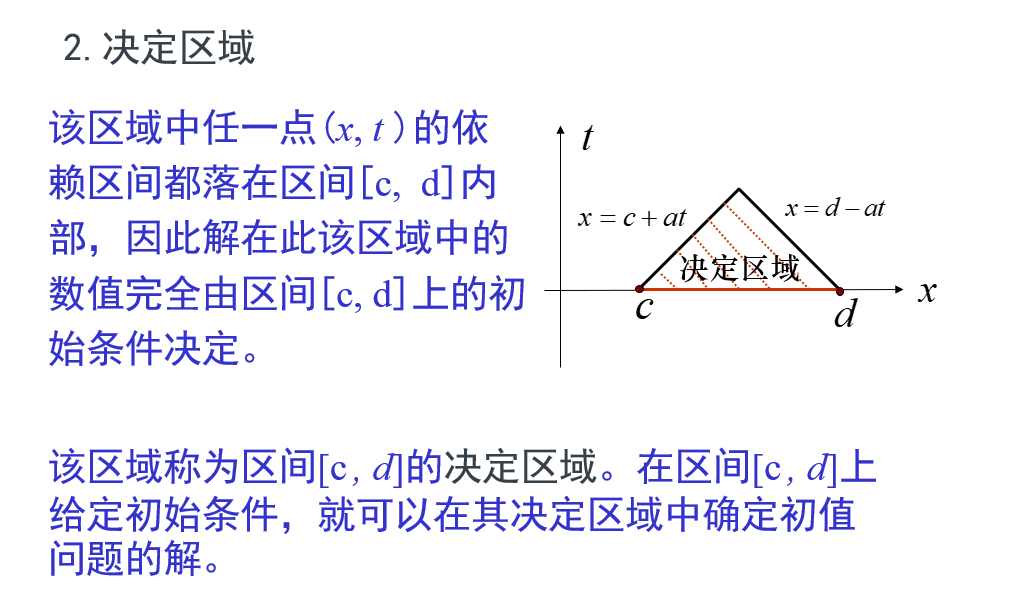 2.决定区域
该区域中任一点(x, t )的依
赖区间都落在区间[c, d]内
部，因此解在此该区域中的
数值完全由区间[c, d]上的初
始条件决定。
t
x = c + at
x = d − at
决定区域
c
d
x
该区域称为区间[c , d]的决定区域。在区间[c , d]上
给定初始条件，就可以在其决定区域中确定初值
问题的解。